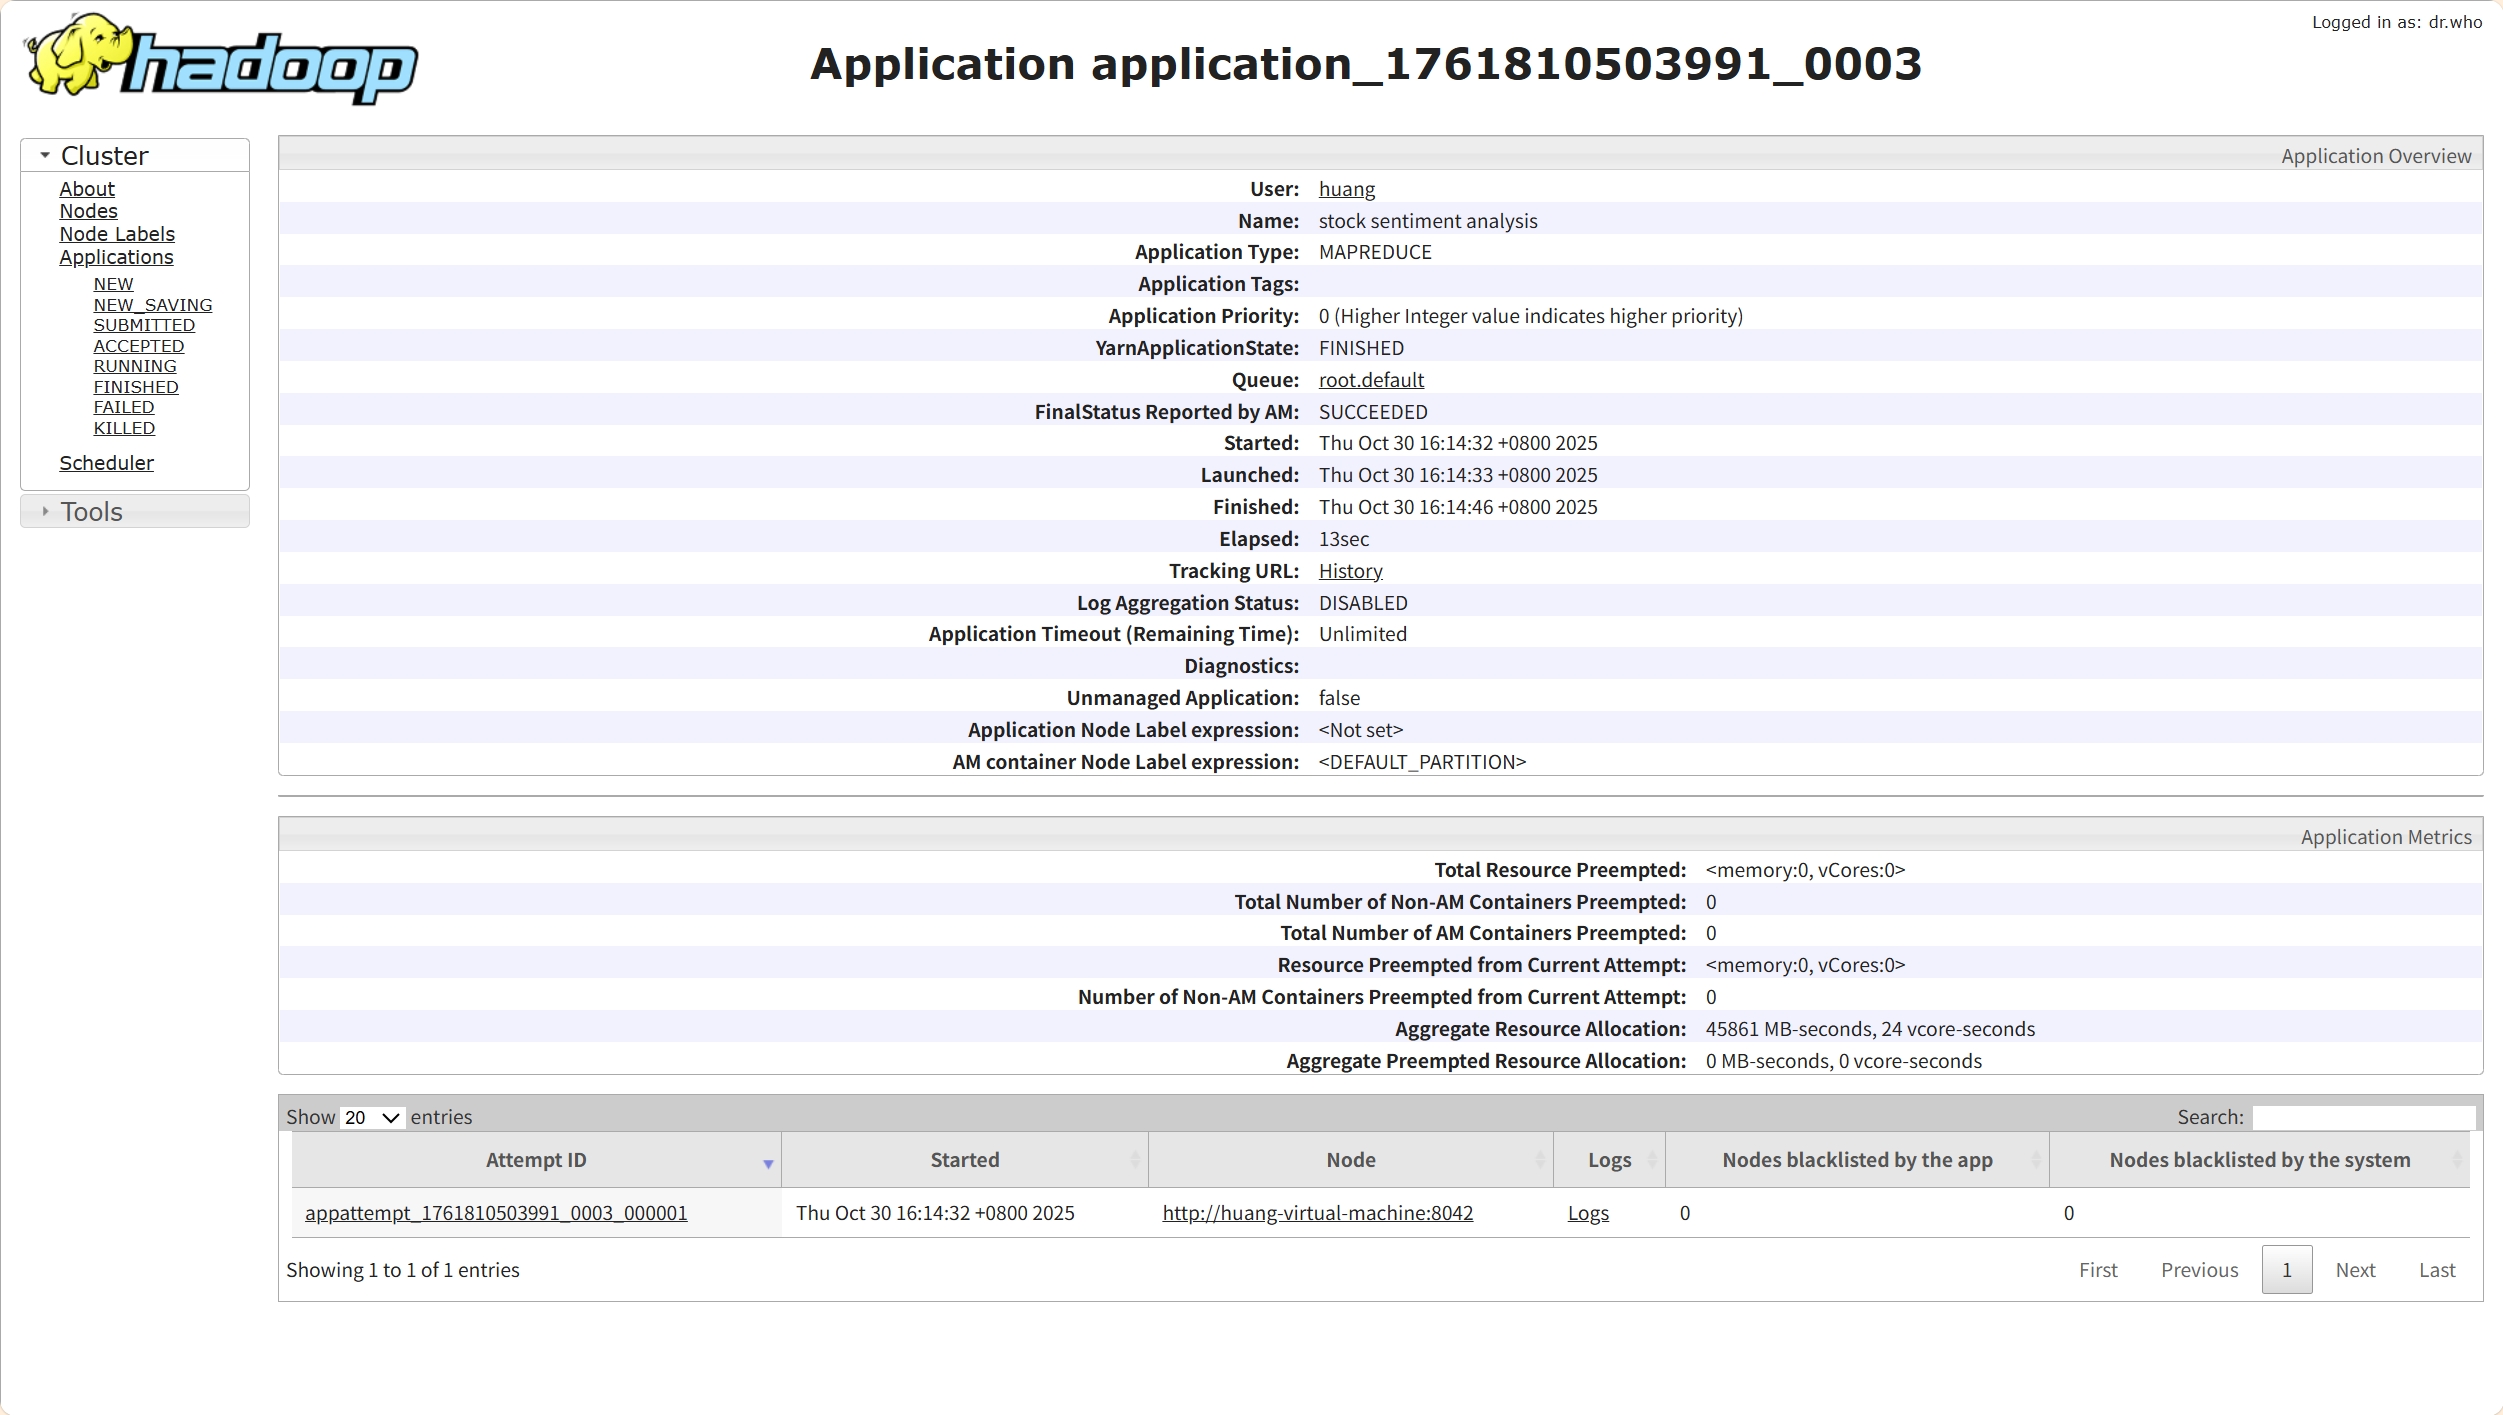 Logged in as: dr.who
hadoop
Application application_1761810503991_0003
Cluster
About
Nodes
Node Labels
Applications
NEW
NEW_SAVING
SUBMITTED
ACCEPTED
RUNNING
FINISHED
FAILED
KILLED
Scheduler
Tools
Application Overview
User: huang
Name: stock sentiment analysis
Application Type: MAPREDUCE
Application Tags:
Application Priority: 0 (Higher Integer value indicates higher priority)
YarnApplicationState: FINISHED
Queue: root.default
FinalStatus Reported by AM: SUCCEEDED
Started: Thu Oct 30 16:14:32 +0800 2025
Launched: Thu Oct 30 16:14:33 +0800 2025
Finished: Thu Oct 30 16:14:46 +0800 2025
Elapsed: 13sec
Tracking URL: History
Log Aggregation Status: DISABLED
Application Timeout (Remaining Time): Unlimited
Diagnostics:
Unmanaged Application: false
Application Node Label expression: <Not set>
AM container Node Label expression: <DEFAULT_PARTITION>
Application Metrics
Total Resource Preempted: <memory:0, vCores:0>
Total Number of Non-AM Containers Preempted: 0
Total Number of AM Containers Preempted: 0
Resource Preempted from Current Attempt: <memory:0, vCores:0>
Number of Non-AM Containers Preempted from Current Attempt: 0
Aggregate Resource Allocation: 45861 MB-seconds, 24 vcore-seconds
Aggregate Preempted Resource Allocation: 0 MB-seconds, 0 vcore-seconds
Show 20 entries Search:
Attempt ID Started Node Logs Nodes blacklisted by the app Nodes blacklisted by the system
appattempt_1761810503991_0003_000001 Thu Oct 30 16:14:32 +0800 2025 http://huang-virtual-machine:8042 Logs 0 0
Showing 1 to 1 of 1 entries First Previous 1 Next Last